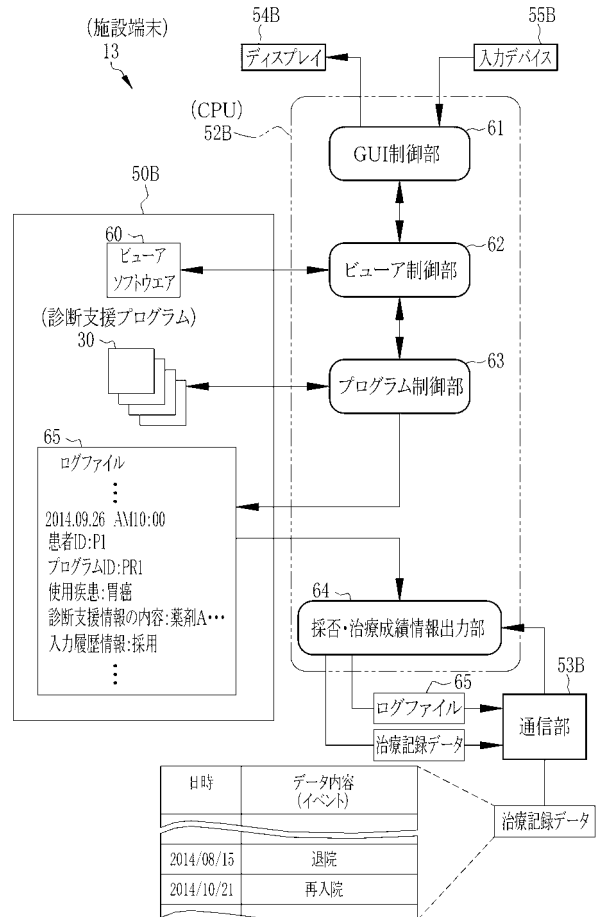 (施設端末)
13
54B
ディスプレイ
55B
入力デバイス
(CPU)
52B
61
GUI制御部
50B
60
ビューア
ソフトウエア
62
ビューア制御部
(診断支援プログラム)
30
63
プログラム制御部
65
ログファイル
2014.09.26 AM10:00
患者ID:P1
プログラムID:PR1
使用疾患:胃癌
診断支援情報の内容:薬剤A…
入力履歴情報:採用
64
採否・治療成績情報出力部
65
ログファイル
治療記録データ
53B
通信部
治療記録データ
日時 データ内容
(イベント)
2014/08/15 退院
2014/10/21 再入院